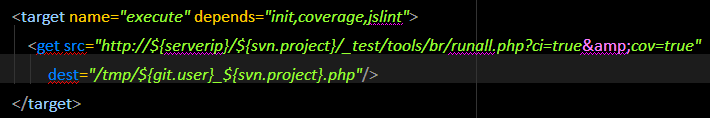 <target name="execute" depends="init,coverage,jslint">
<get src="http://${serverip}/${svn.project}/_test/tools/br/runall.php?ci=true&amp;cov=true"
dest="/tmp/${git.user}_${svn.project}.php"/>
</target>